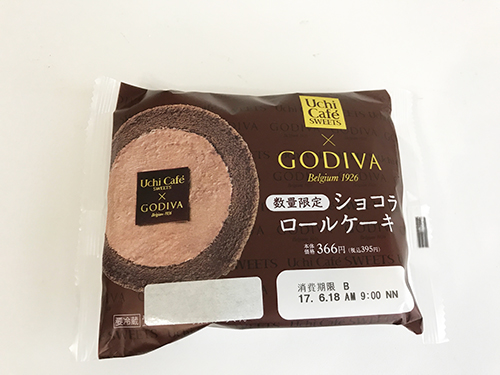 Uchi Café
SWEETS
×
GODIVA
Belgium 1926
数量限定 ショコラ
ロールケーキ
本体価格 366円(税込395円)
Uchi Café
SWEETS
×
GODIVA
Belgium 1926
消費期限 B
17. 6.18 AM 9:00 NN
要冷蔵